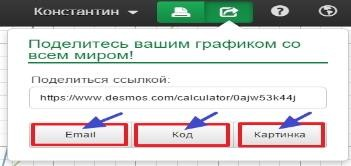 Константин
?
Поделитесь вашим графиком со
всем миром!
Поделиться ссылкой:
https://www.desmos.com/calculator/0ajw53k44j
Email
Код
Картинка